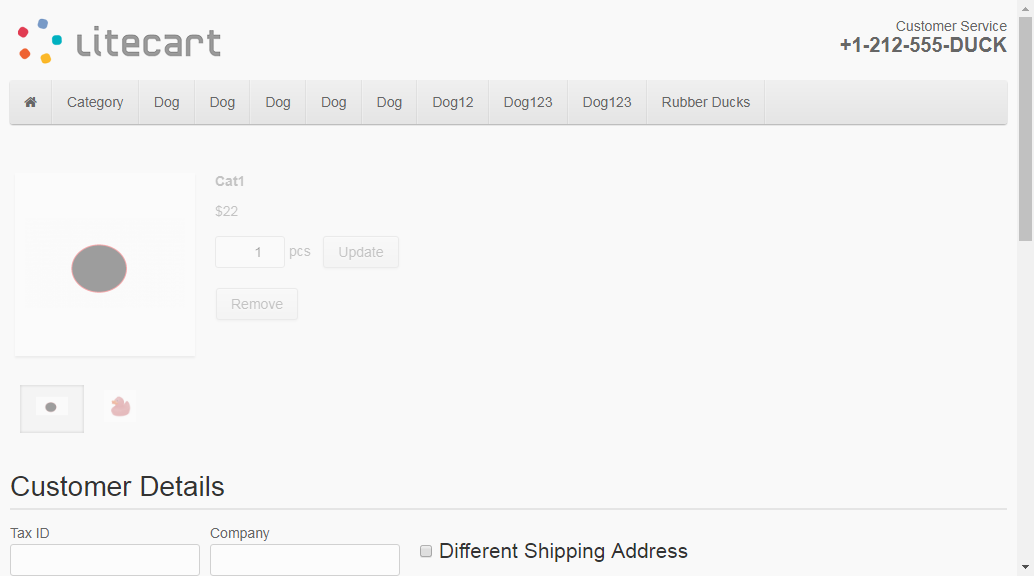 Litecart
Customer Service
+1-212-555-DUCK
Category Dog Dog Dog Dog Dog Dog12 Dog123 Dog123 Rubber Ducks
Cat1
$22
1 pcs Update
Remove
Customer Details
Tax ID Company
Different Shipping Address